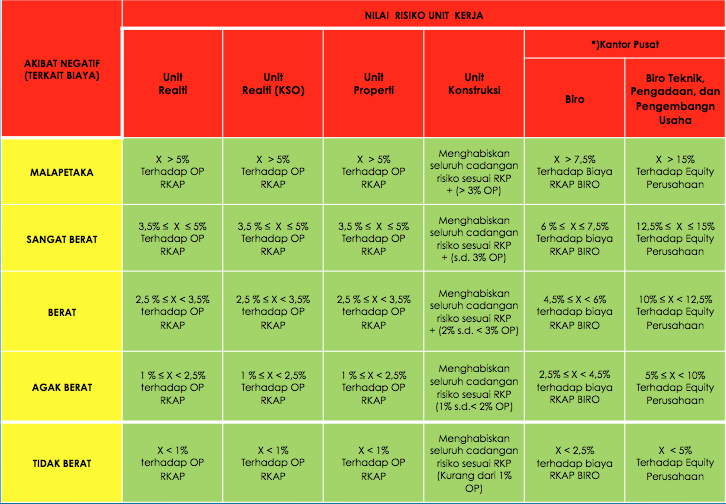 NILAI RISIKO UNIT KERJA
AKIBAT NEGATIF
(TERKAIT BIAYA)
Unit
Realti
Unit
Realti (KSO)
Unit
Properti
Unit
Konstruksi
*)Kantor Pusat
Biro
Biro Teknik,
Pengadaan, dan
Pengembangn
Usaha
MALAPETAKA
X > 5%
Terhadap OP
RKAP
X > 5%
Terhadap OP
RKAP
X > 5%
Terhadap OP
RKAP
Menghabiskan
seluruh cadangan
risiko sesuai RKP
+ (> 3% OP)
X > 7,5%
Terhadap Biaya
RKAP BIRO
X > 15%
Terhadap Equity
Perusahaan
SANGAT BERAT
3,5% ≤ X ≤ 5%
Terhadap OP
RKAP
3,5 % ≤ X ≤ 5%
Terhadap OP
RKAP
3,5 % ≤ X ≤ 5%
Terhadap OP
RKAP
Menghabiskan
seluruh cadangan
risiko sesuai RKP
+ (s.d. 3% OP)
6 % ≤ X ≤ 7,5%
Terhadap biaya
RKAP BIRO
12,5% ≤ X ≤ 15%
Terhadap Equity
Perusahaan
BERAT
2,5 % ≤ X < 3,5%
terhadap OP
RKAP
2,5 % ≤ X < 3,5%
Terhadap OP
RKAP
2,5 % ≤ X < 3,5%
Terhadap OP
RKAP
Menghabiskan
seluruh cadangan
risiko sesuai RKP
+ (2% s.d. < 3% OP)
4,5% ≤ X < 6%
terhadap biaya
RKAP BIRO
10% ≤ X < 12,5%
Terhadap Equity
Perusahaan
AGAK BERAT
1 % ≤ X < 2,5%
terhadap OP
RKAP
1 % ≤ X < 2,5%
Terhadap OP
RKAP
1 % ≤ X < 2,5%
Terhadap OP
RKAP
Menghabiskan
seluruh cadangan
risiko sesuai RKP
(1% s.d.< 2% OP)
2,5% ≤ X < 4,5%
terhadap biaya
RKAP BIRO
5% ≤ X < 10%
Terhadap Equity
Perusahaan
TIDAK BERAT
X < 1%
terhadap OP
RKAP
X < 1%
Terhadap OP
RKAP
X < 1%
Terhadap OP
RKAP
Menghabiskan
seluruh cadangan
risiko sesuai RKP
(Kurang dari 1%
OP)
X < 2,5%
terhadap biaya
RKAP BIRO
X < 5%
Terhadap Equity
Perusahaan